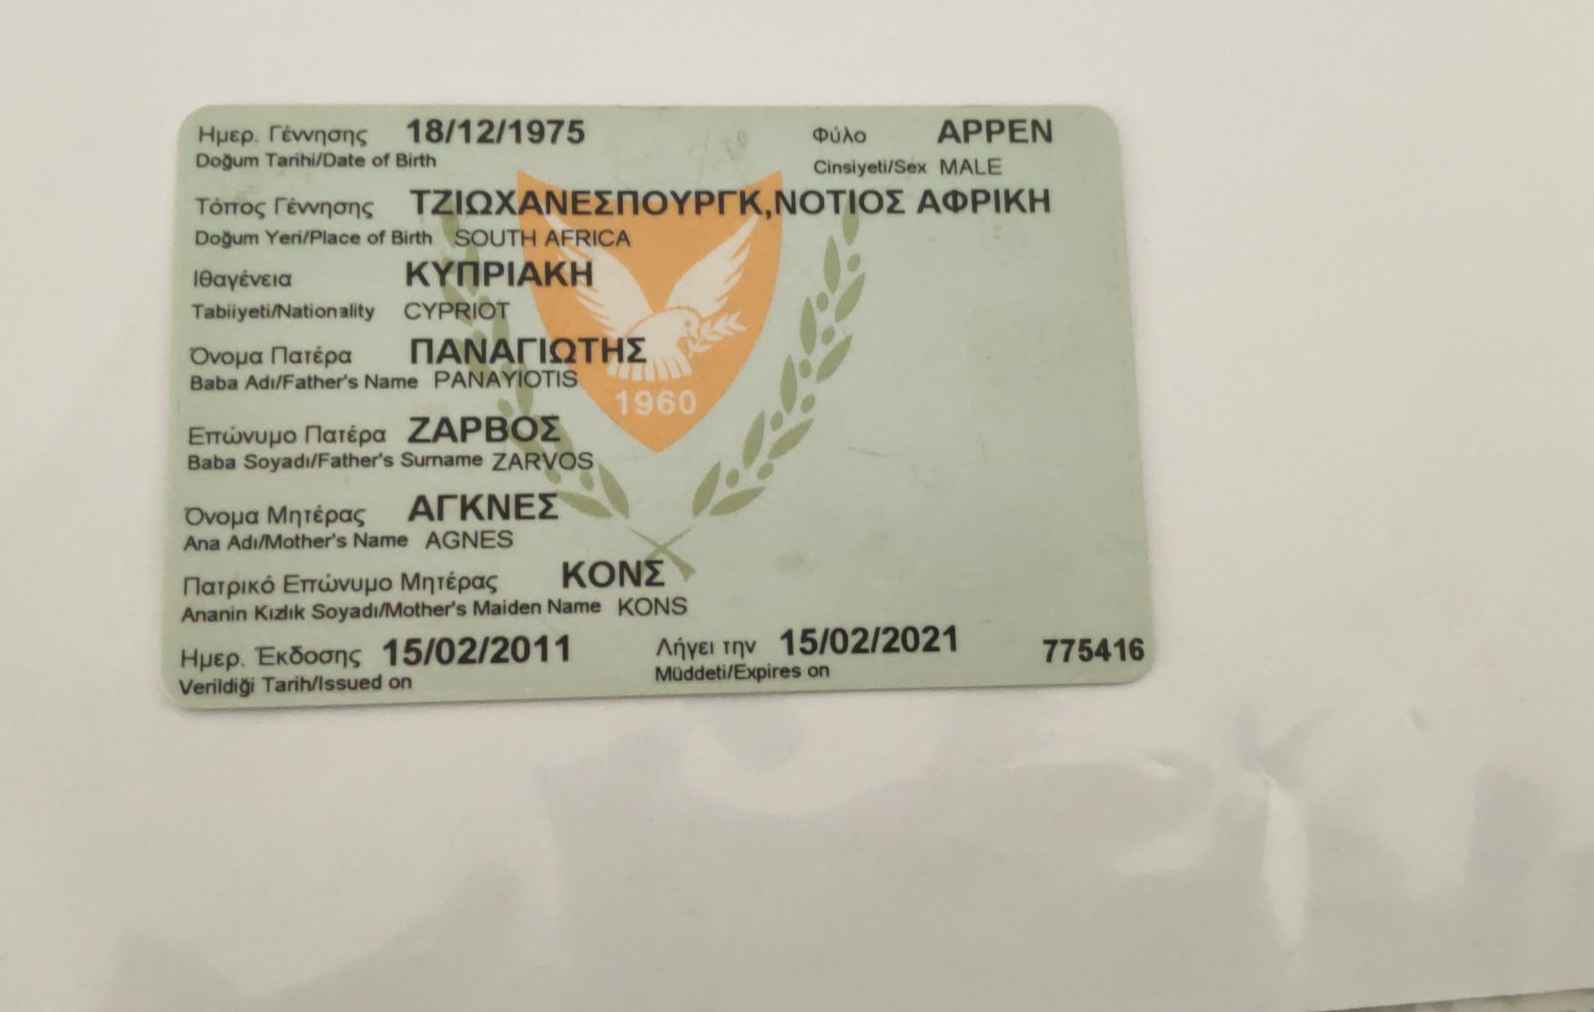 Ημερ. Γέννησης 18/12/1975 Φύλο ΑΡΡΕΝ
Doğum Tarihi/Date of Birth Cinsiyeti/Sex MALE
Τόπος Γέννησης ΤΖΙΩΧΑΝΕΣΠΟΥΡΓΚ,ΝΟΤΙΟΣ ΑΦΡΙΚΗ
Doğum Yeri/Place of Birth SOUTH AFRICA
Ιθαγένεια ΚΥΠΡΙΑΚΗ
Tabiiyeti/Nationality CYPRIOT
Όνομα Πατέρα ΠΑΝΑΓΙΩΤΗΣ
Baba Adı/Father's Name PANAYIOTIS
1960
Επώνυμο Πατέρα ΖΑΡΒΟΣ
Baba Soyadı/Father's Surname ZARVOS
Όνομα Μητέρας ΑΓΚΝΕΣ
Ana Adı/Mother's Name AGNES
Πατρικό Επώνυμο Μητέρας ΚΟΝΣ
Ananin Kızlık Soyadı/Mother's Maiden Name KONS
Ημερ. Έκδοσης 15/02/2011 Λήγει την 15/02/2021 775416
Verildiği Tarih/Issued on Müddeti/Expires on